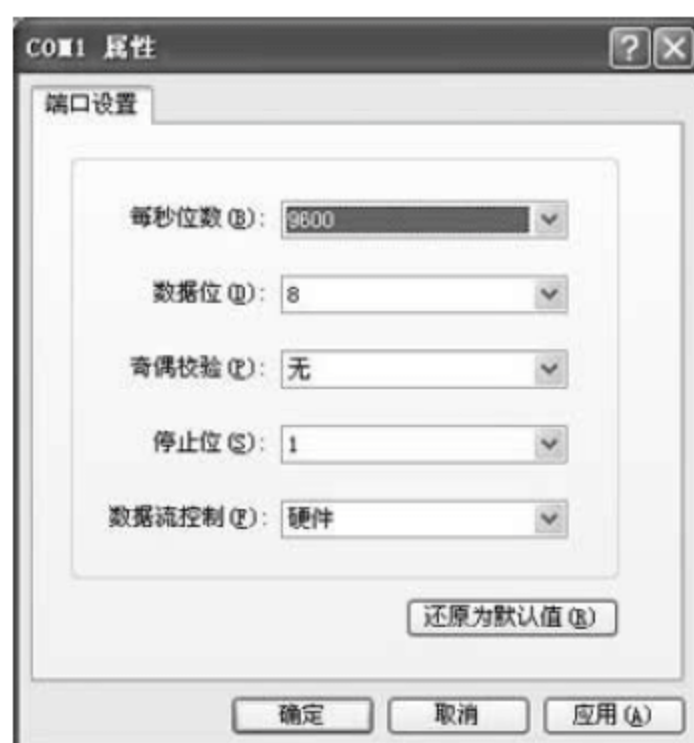 COM1 属性
端口设置
每秒位数(B): 9600
数据位(D): 8
奇偶校验(P): 无
停止位(S): 1
数据流控制(F): 硬件
还原为默认值(R)
确定 取消 应用(A)